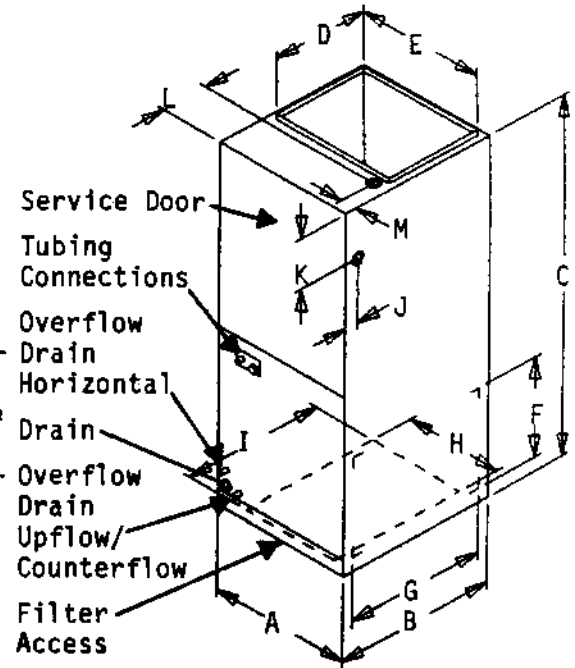 D
E
L
Service Door
M
Tubing
Connections
K
C
J
Overflow
Drain
Horizontal
F
I
H
Drain
Overflow
Drain
Upflow/
Counterflow
G
A
B
Filter
Access